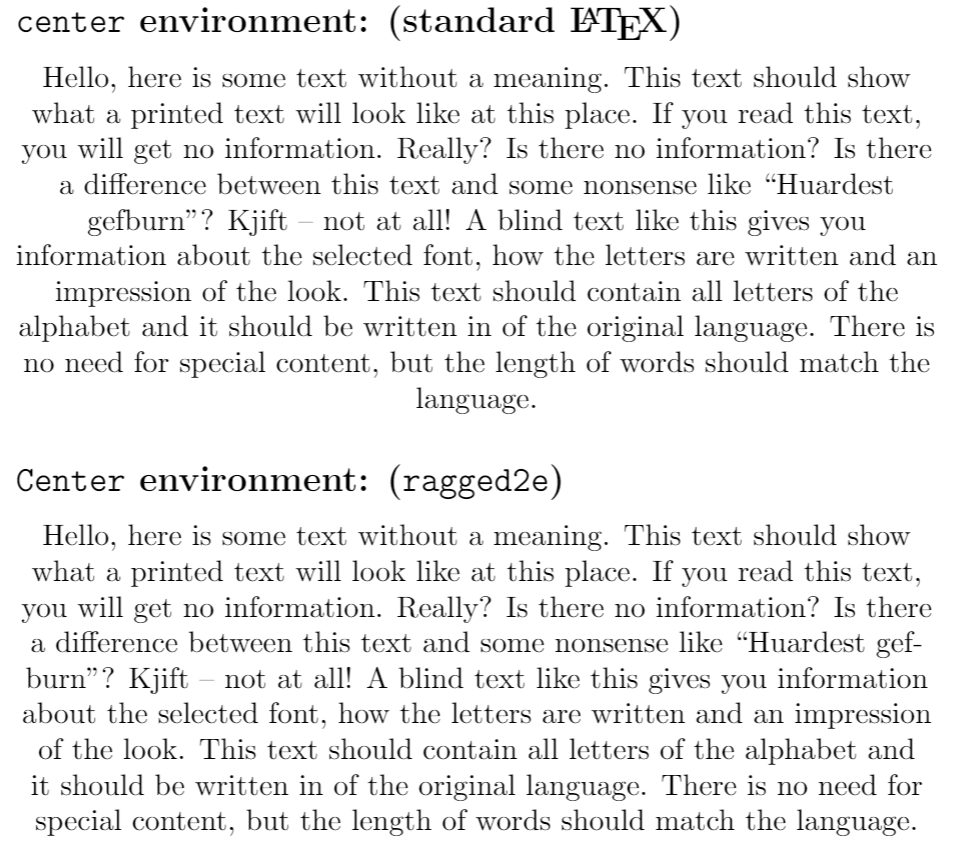 center environment: (standard LATEX)
Hello, here is some text without a meaning. This text should show
what a printed text will look like at this place. If you read this text,
you will get no information. Really? Is there no information? Is there
a difference between this text and some nonsense like “Huardest
gefburn”? Kjift – not at all! A blind text like this gives you
information about the selected font, how the letters are written and an
impression of the look. This text should contain all letters of the
alphabet and it should be written in of the original language. There is
no need for special content, but the length of words should match the
language.
Center environment: (ragged2e)
Hello, here is some text without a meaning. This text should show
what a printed text will look like at this place. If you read this text,
you will get no information. Really? Is there no information? Is there
a difference between this text and some nonsense like “Huardest gef-
burn”? Kjift – not at all! A blind text like this gives you information
about the selected font, how the letters are written and an impression
of the look. This text should contain all letters of the alphabet and
it should be written in of the original language. There is no need for
special content, but the length of words should match the language.